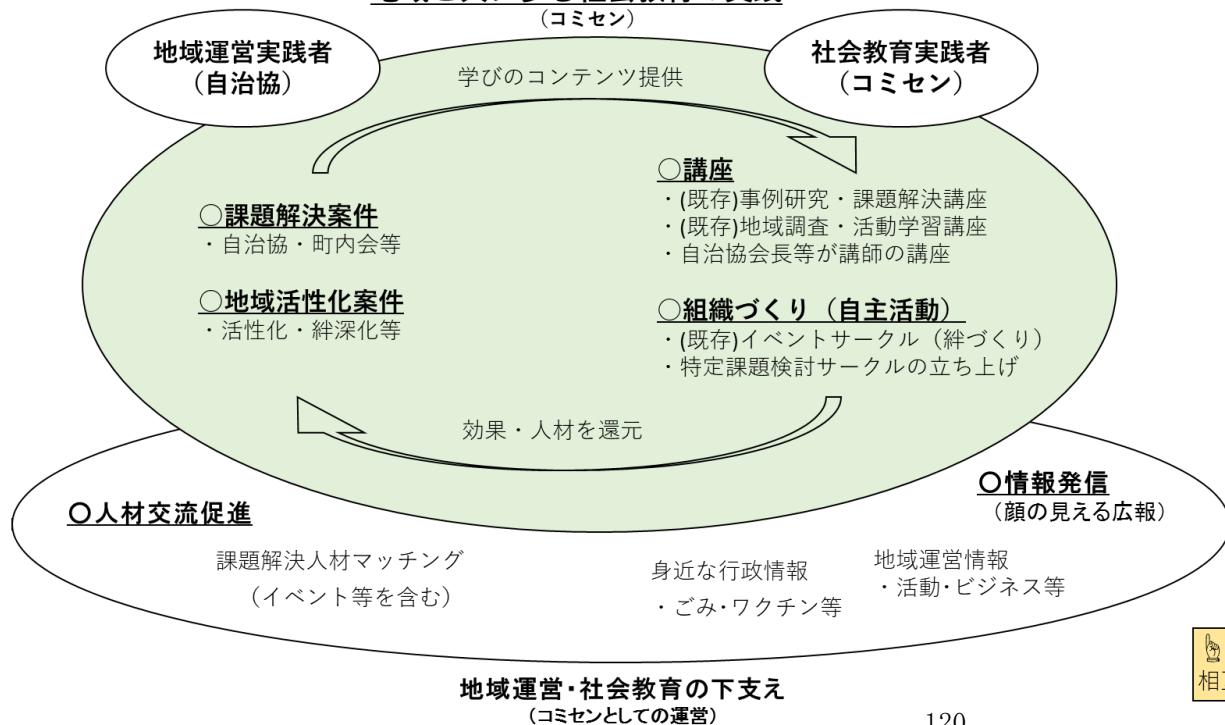 （コミセン）
地域運営実践者
（自治協）
社会教育実践者
（コミセン）
学びのコンテンツ提供
○課題解決案件
・自治協・町内会等
○地域活性化案件
・活性化・絆深化等
○講座
・(既存)事例研究・課題解決講座
・(既存)地域調査・活動学習講座
・自治協会長等が講師の講座
○組織づくり（自主活動）
・(既存)イベントサークル（絆づくり）
・特定課題検討サークルの立ち上げ
効果・人材を還元
○人材交流促進
課題解決人材マッチング
（イベント等を含む）
身近な行政情報
・ごみ・ワクチン等
○情報発信
（顔の見える広報）
地域運営情報
・活動・ビジネス等
地域運営・社会教育の下支え
（コミセンとしての運営）
120